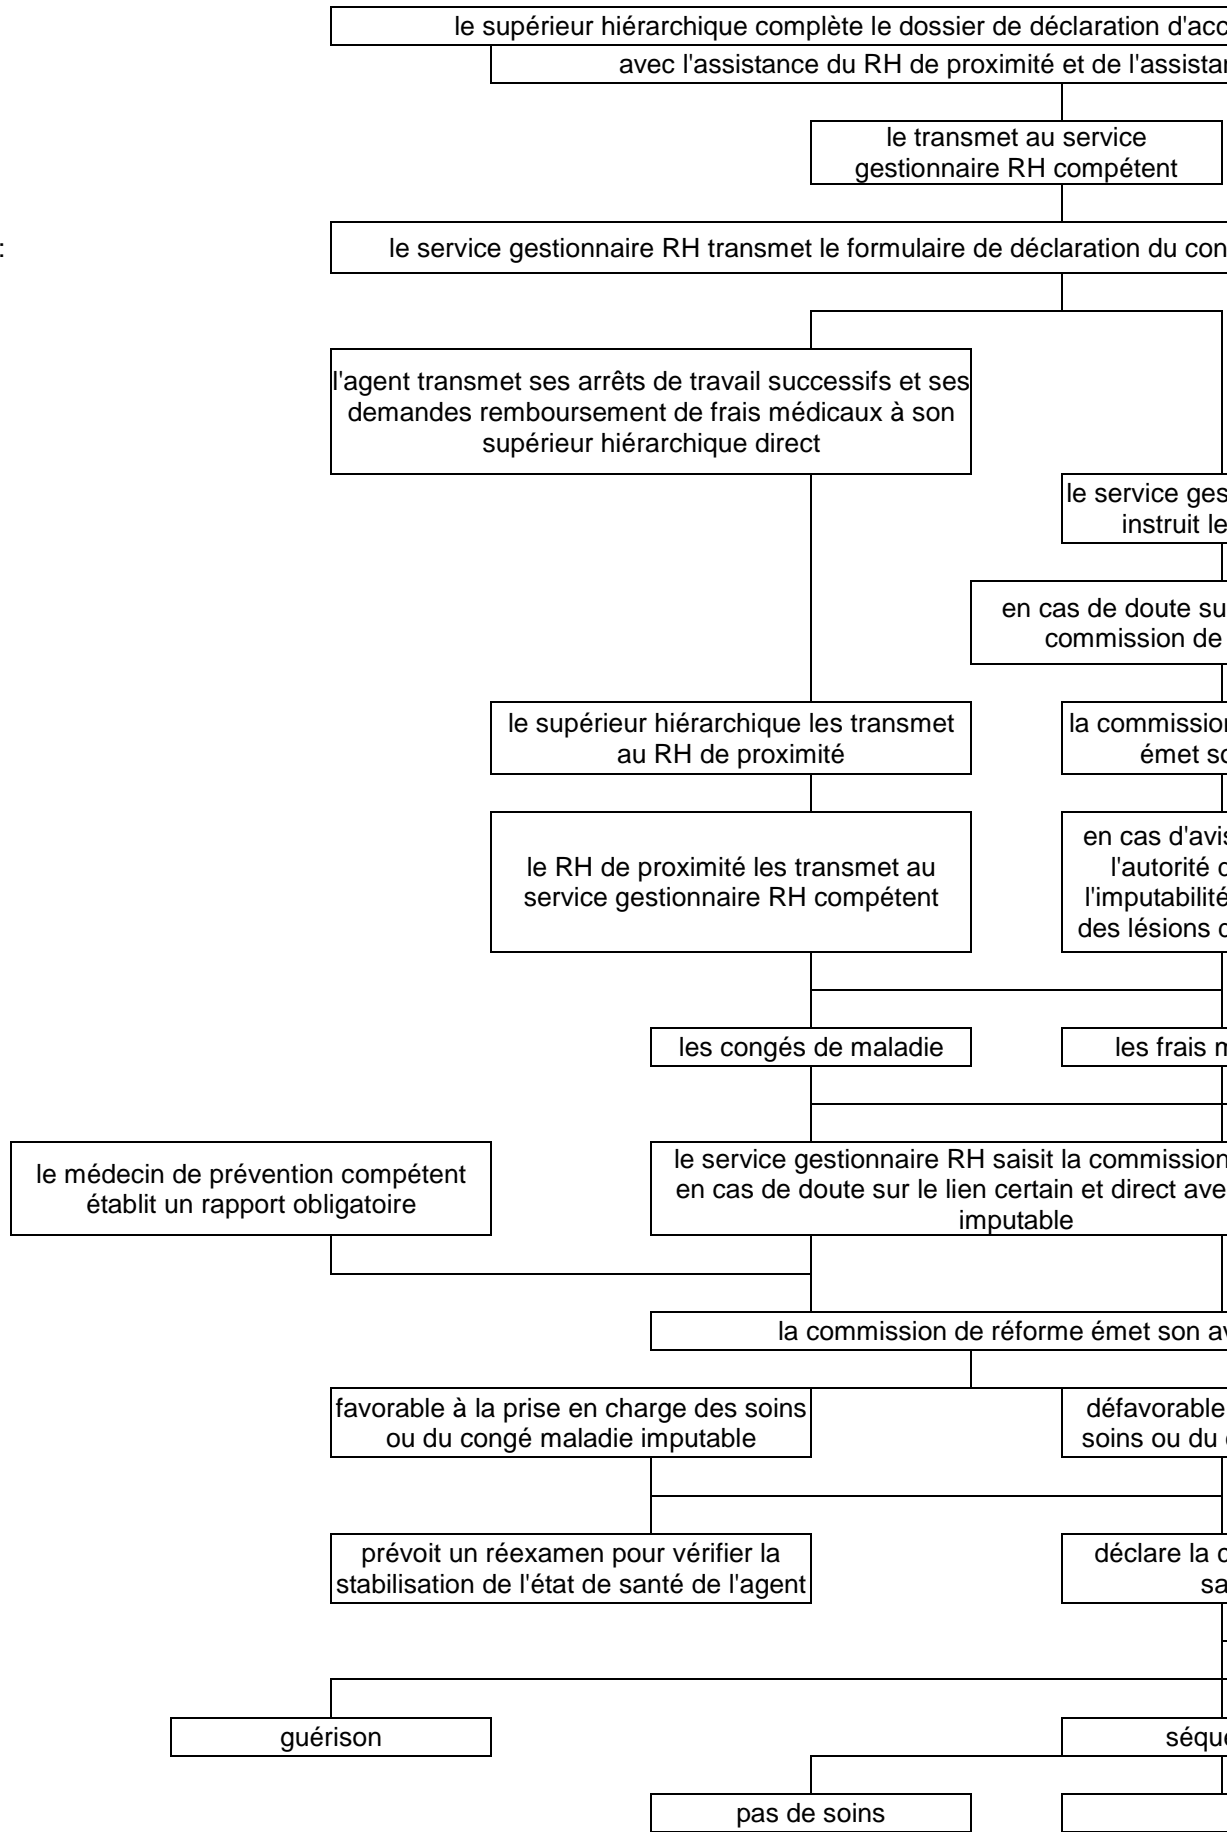 le supérieur hiérarchique complète le dossier de déclaration d'acc
avec l'assistance du RH de proximité et de l'assista
le transmet au service
gestionnaire RH compétent
:
le service gestionnaire RH transmet le formulaire de déclaration du con
l'agent transmet ses arrêts de travail successifs et ses
demandes remboursement de frais médicaux à son
supérieur hiérarchique direct
le service ges
instruit le
en cas de doute su
commission de
le supérieur hiérarchique les transmet
au RH de proximité
la commission
émet so
le RH de proximité les transmet au
service gestionnaire RH compétent
en cas d'avis
l'autorité c
l'imputabilité
des lésions c
les congés de maladie
les frais m
le médecin de prévention compétent
établit un rapport obligatoire
le service gestionnaire RH saisit la commission
en cas de doute sur le lien certain et direct ave
imputable
la commission de réforme émet son av
favorable à la prise en charge des soins
ou du congé maladie imputable
défavorable
soins ou du
prévoit un réexamen pour vérifier la
stabilisation de l'état de santé de l'agent
déclare la c
sa
guérison
séque
pas de soins